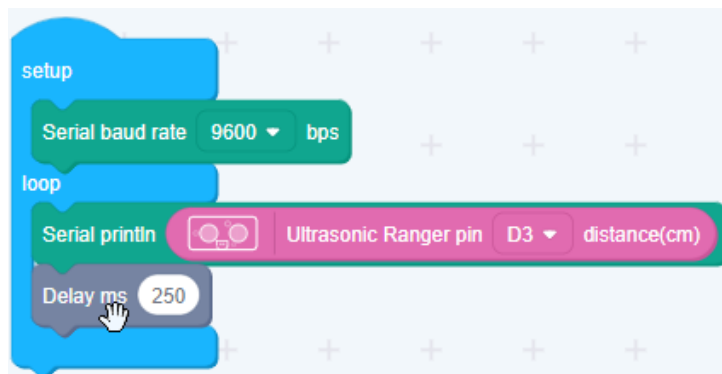 setup
Serial baud rate 9600 bps
loop
Serial println Ultrasonic Ranger pin D3 distance(cm)
Delay ms 250